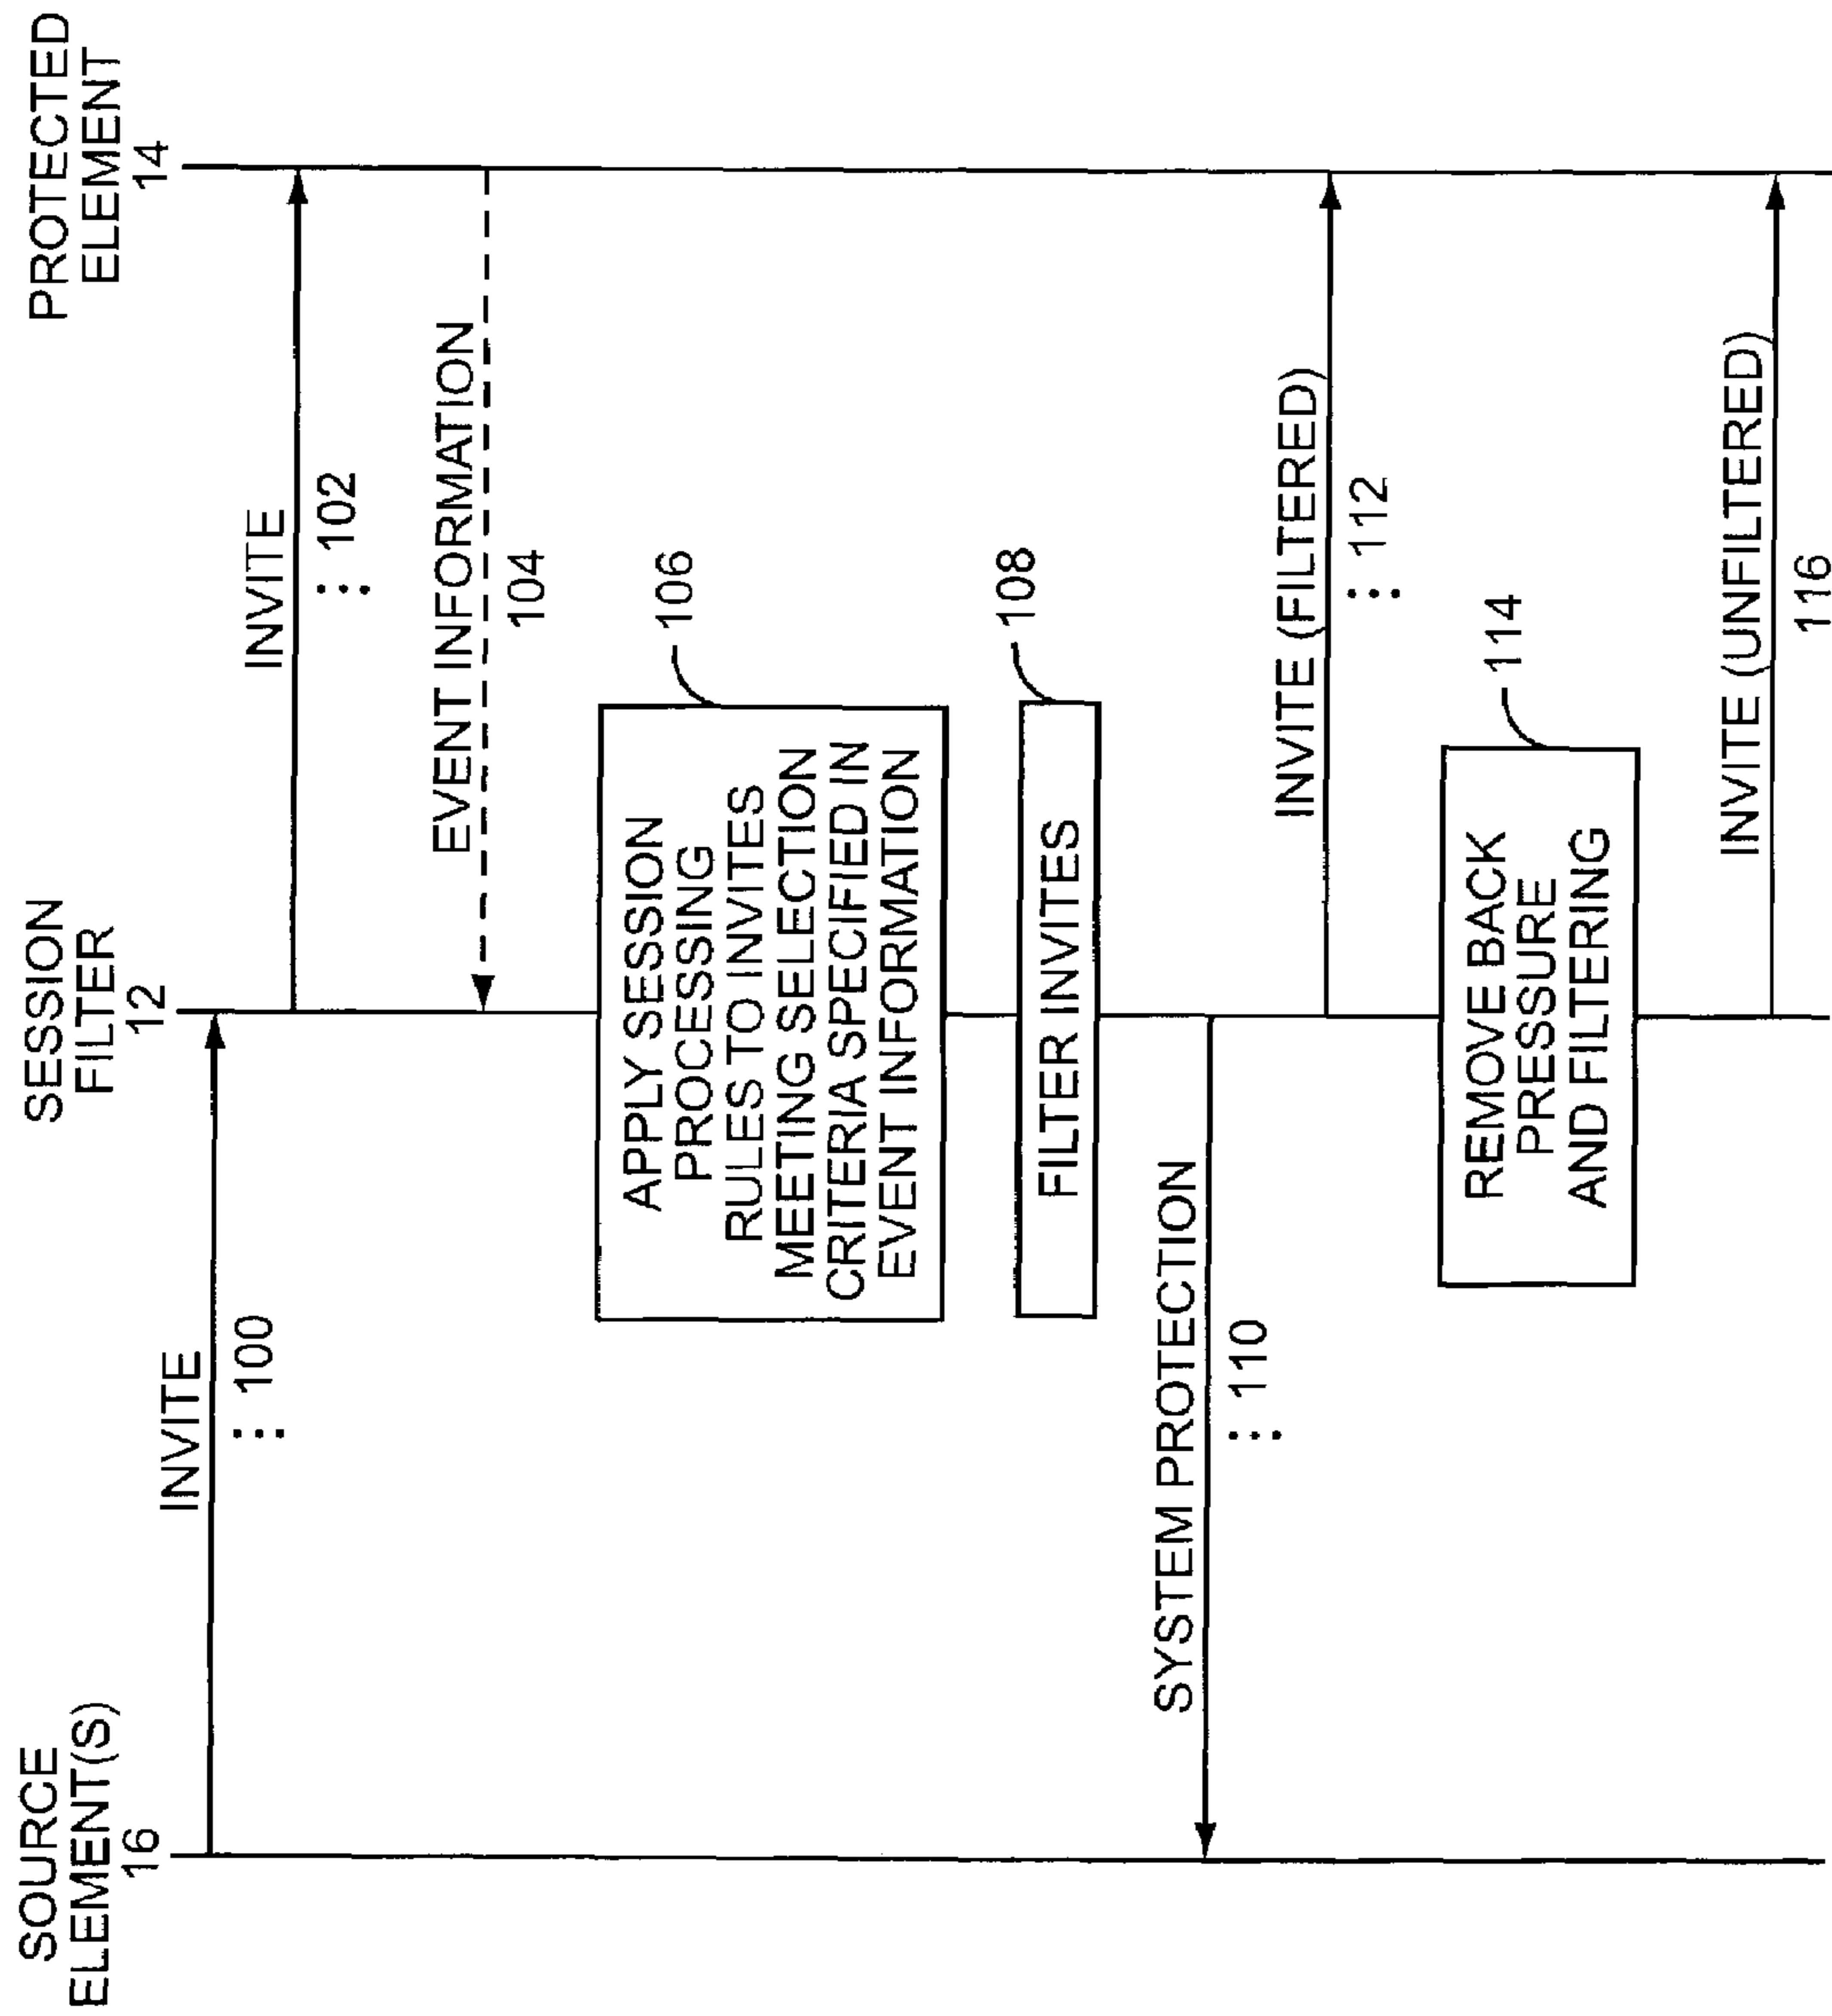 SOURCE
ELEMENT(S)
16
SESSION
FILTER
12
PROTECTED
ELEMENT
14
INVITE
⋮ 100
INVITE
⋮ 102
EVENT INFORMATION
104
APPLY SESSION
PROCESSING
RULES TO INVITES
MEETING SELECTION
CRITERIA SPECIFIED IN
EVENT INFORMATION
106
FILTER INVITES
108
SYSTEM PROTECTION
⋮ 110
INVITE (FILTERED)
⋮ 112
REMOVE BACK
PRESSURE
AND FILTERING
114
INVITE (UNFILTERED)
116